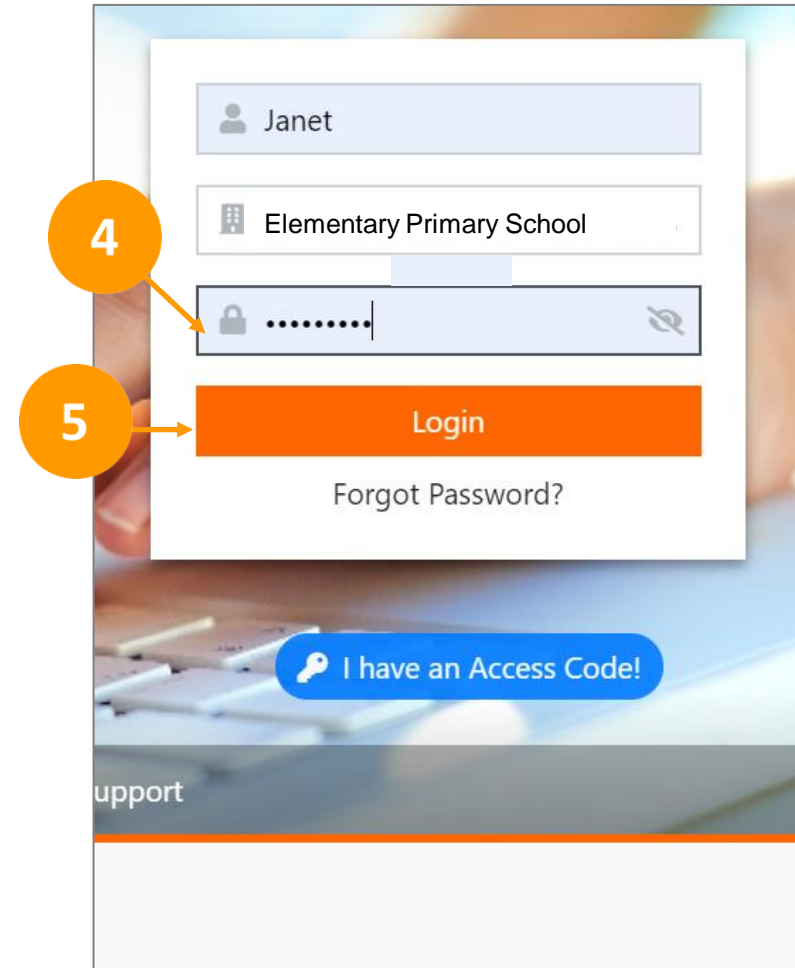 Janet
4
Elementary Primary School
•••••••••
5
Login
Forgot Password?
I have an Access Code!
upport